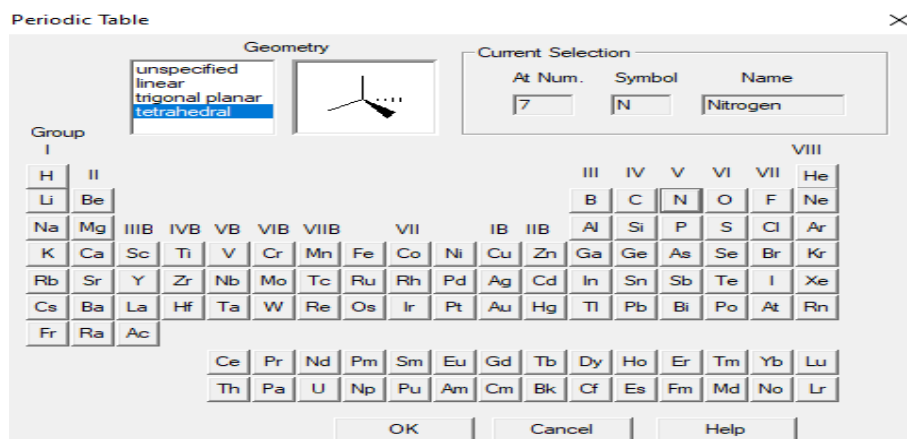 Periodic Table
Geometry
unspecified
linear
trigonal planar
tetrahedral
Current Selection
At Num. Symbol Name
7 N Nitrogen
Group
I VIII
H II III IV V VI VII He
Li Be B C N O F Ne
Na Mg IIIB IVB VB VIB VIIB VII IB IIB Al Si P S Cl Ar
K Ca Sc Ti V Cr Mn Fe Co Ni Cu Zn Ga Ge As Se Br Kr
Rb Sr Y Zr Nb Mo Tc Ru Rh Pd Ag Cd In Sn Sb Te I Xe
Cs Ba La Hf Ta W Re Os Ir Pt Au Hg Tl Pb Bi Po At Rn
Fr Ra Ac
Ce Pr Nd Pm Sm Eu Gd Tb Dy Ho Er Tm Yb Lu
Th Pa U Np Pu Am Cm Bk Cf Es Fm Md No Lr
OK Cancel Help